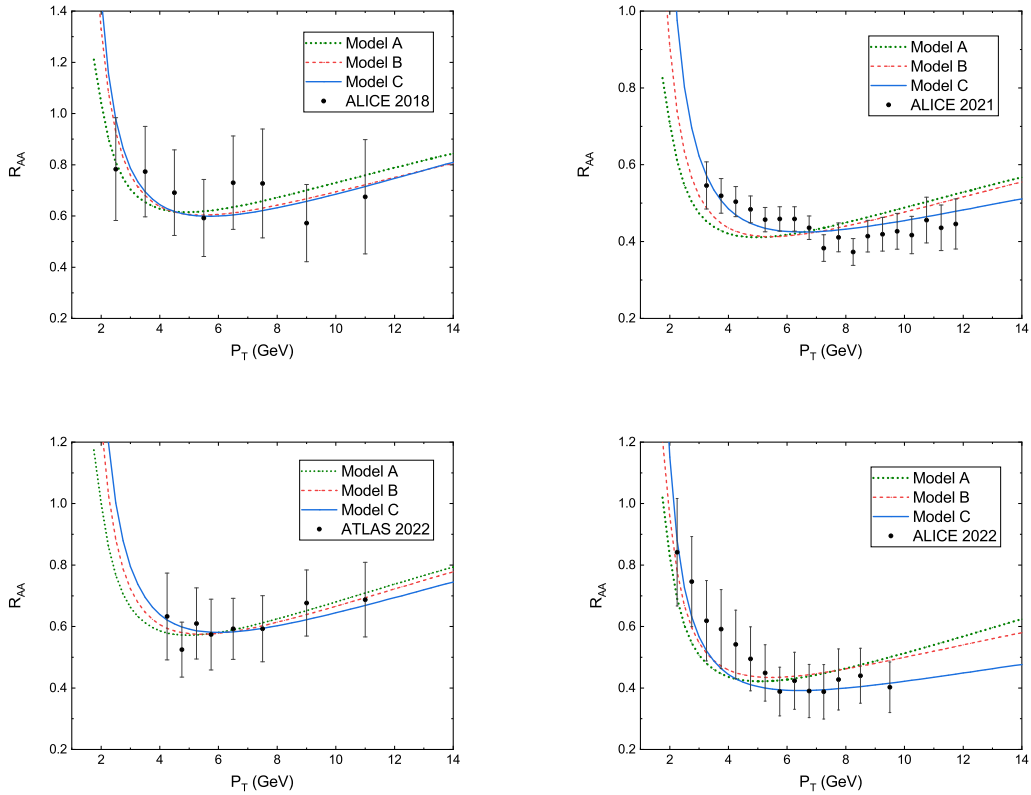 1.4
1.2
1.0
0.8
0.6
0.4
0.2
R_AA
2 4 6 8 10 12 14
P_T (GeV)
Model A
Model B
Model C
ALICE 2018
1.0
0.8
0.6
0.4
0.2
R_AA
2 4 6 8 10 12 14
P_T (GeV)
Model A
Model B
Model C
ALICE 2021
1.2
1.0
0.8
0.6
0.4
0.2
R_AA
2 4 6 8 10 12 14
P_T (GeV)
Model A
Model B
Model C
ATLAS 2022
1.2
1.0
0.8
0.6
0.4
0.2
R_AA
2 4 6 8 10 12 14
P_T (GeV)
Model A
Model B
Model C
ALICE 2022